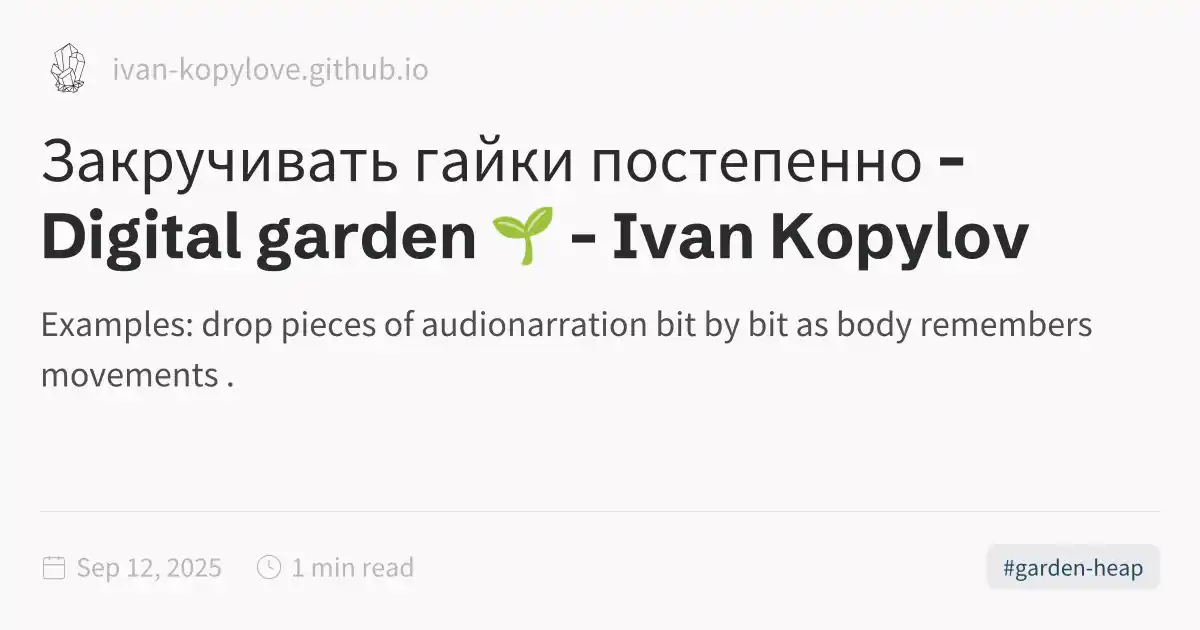 ivan-kopylove.github.io
Закручивать гайки постепенно -
Digital garden 🌱 - Ivan Kopylov
Examples: drop pieces of audionarration bit by bit as body remembers
movements .
Sep 12, 2025 1 min read #garden-heap